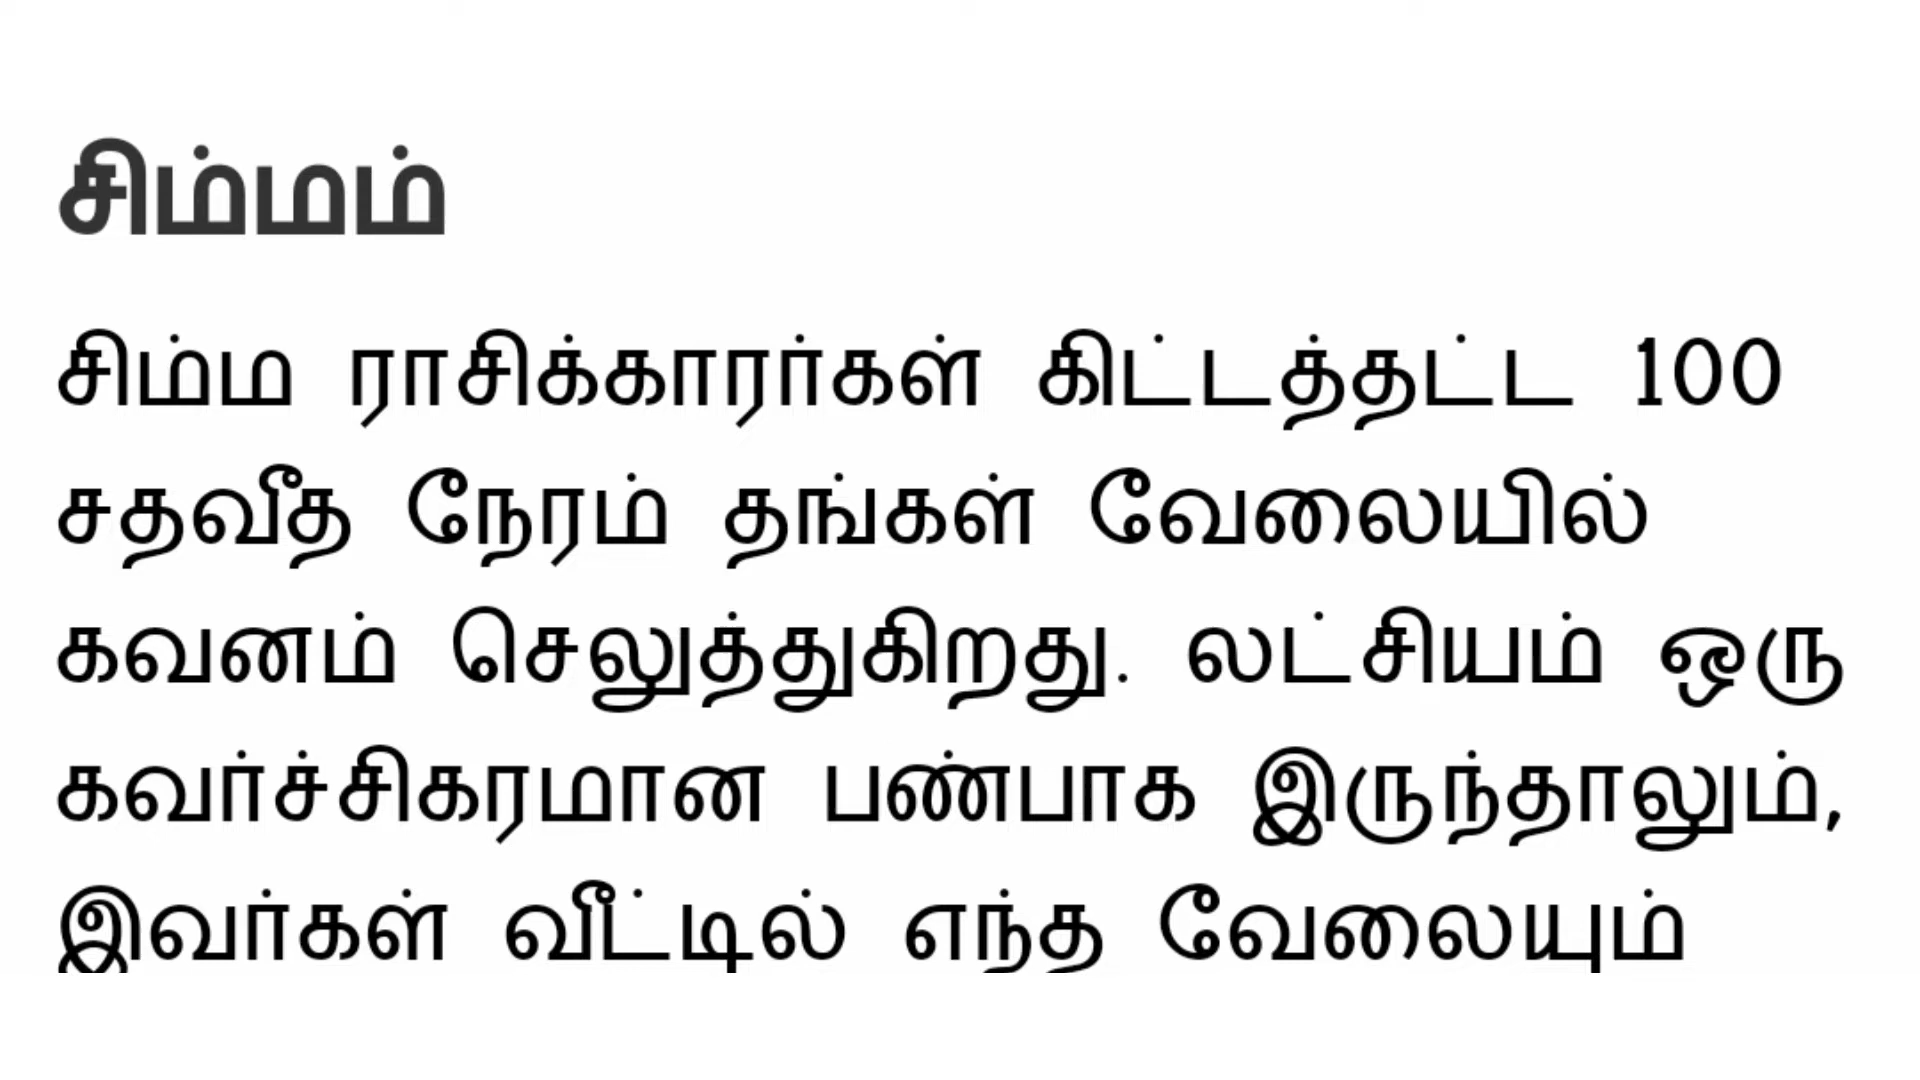 சிம்மம்
சிம்ம ராசிக்காரர்கள் கிட்டத்தட்ட 100
சதவீத நேரம் தங்கள் வேலையில்
கவனம் செலுத்துகிறது. லட்சியம் ஒரு
கவர்ச்சிகரமான பண்பாக இருந்தாலும்,
இவர்கள் வீட்டில் எந்த வேலையும்